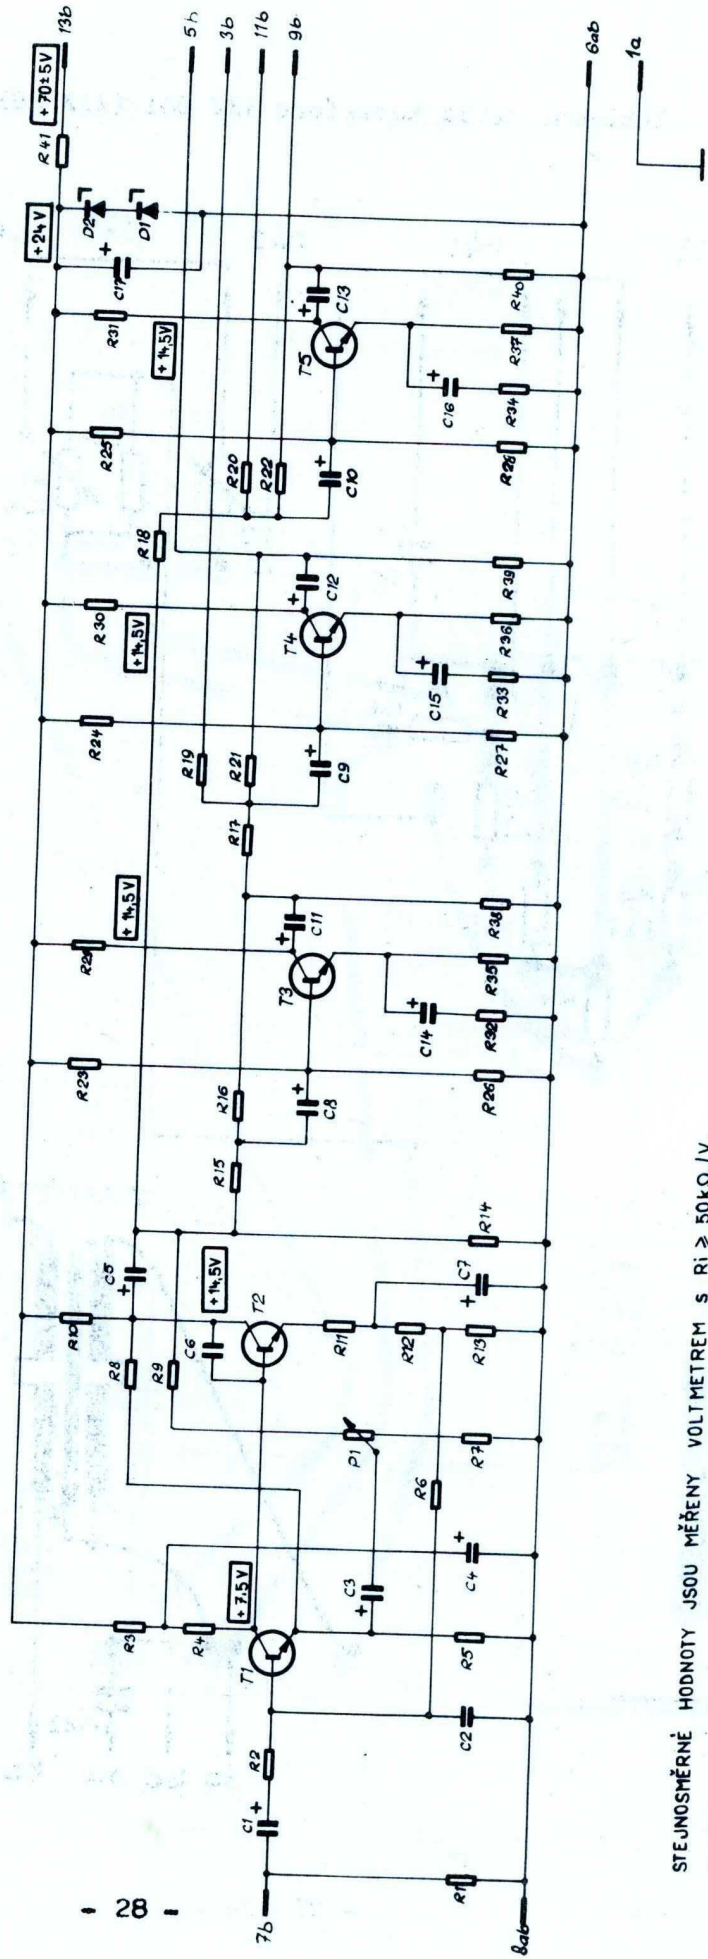 - 28 -
13b
+70±5V
R41
+24V
D2
D1
C17
5b
3b
11b
9b
6ab
1a
R31
+14,5V
C13
T5
R40
R37
C16
R34
R25
R20
R22
C10
R28
R18
R30
+14,5V
C12
T4
R39
R36
C15
R33
R24
R19
R21
C9
R27
R17
R29
+14,5V
C11
T3
R38
R35
C14
R32
R23
R16
C8
R26
R15
C5
R10
+14,5V
R14
C7
T2
C6
R11
R12
R13
R8
R9
P1
R7
R6
C4
C3
R3
R4
+7,5V
T1
R5
C2
R2
C1
R1
7b
8ab
STEJNOSMĚRNÉ HODNOTY JSOU MĚŘENY VOLTMETREM S Ri ≥ 50kΩ/V